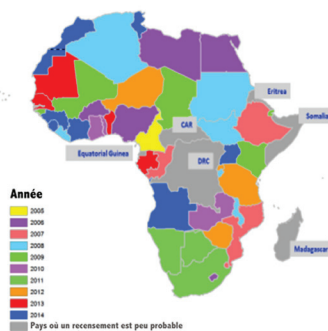 Eritrea
Somalia
CAR
Equatorial Guinea
DRC
Madagascar
Année
2005
2006
2007
2008
2009
2010
2011
2012
2013
2014
Pays où un recensement est peu probable